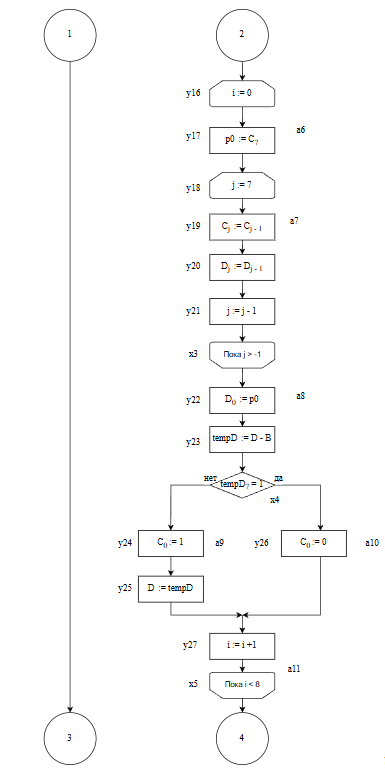 1
2
y16
i := 0
y17
p0 := C7
a6
y18
j := 7
y19
Cj := Cj - 1
a7
y20
Dj := Dj - 1
y21
j := j - 1
x3
Пока j > -1
y22
D0 := p0
a8
y23
tempD := D - B
нет
tempD7 = 1
да
x4
y24
C0 := 1
a9
y26
C0 := 0
a10
y25
D := tempD
y27
i := i +1
a11
x5
Пока i < 8
3
4